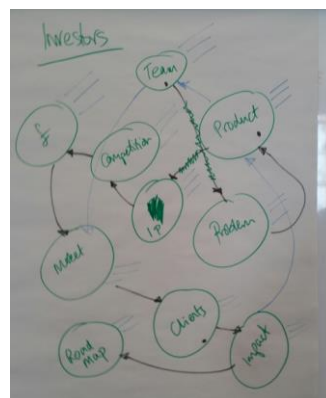 Investors
Team
£
Competition
Product
IP
Problem
Market
Clients
Road
Map
Impact